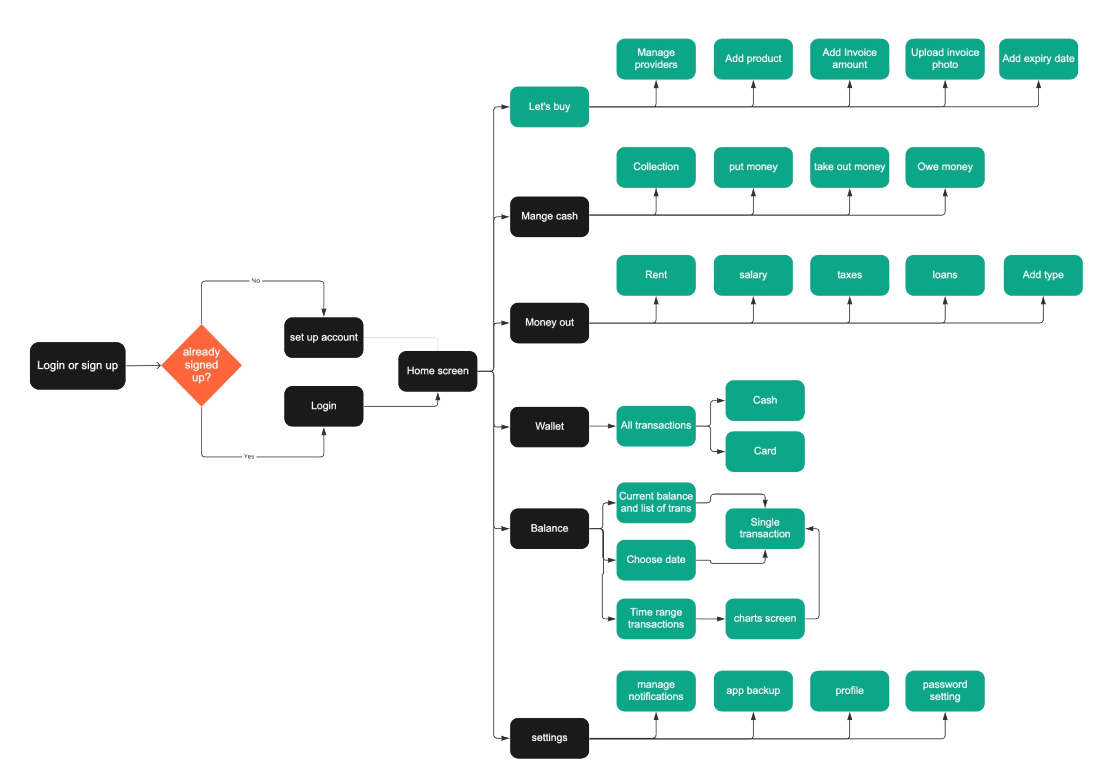 Manage
providers
Add product
Add Invoice
amount
Upload invoice
photo
Add expiry date
Let's buy
Collection
put money
take out money
Owe money
Mange cash
Rent
salary
taxes
loans
Add type
Money out
No
set up account
Login or sign up
already
signed
up?
Home screen
Login
Yes
Wallet
All transactions
Cash
Card
Current balance
and list of trans
Single
transaction
Balance
Choose date
Time range
transactions
charts screen
manage
notifications
app backup
profile
password
setting
settings